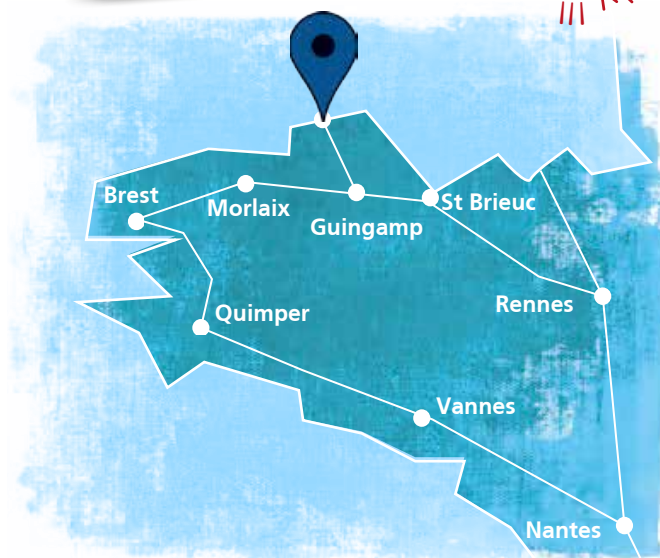 Brest
Morlaix
Guingamp
St Brieuc
Rennes
Quimper
Vannes
Nantes